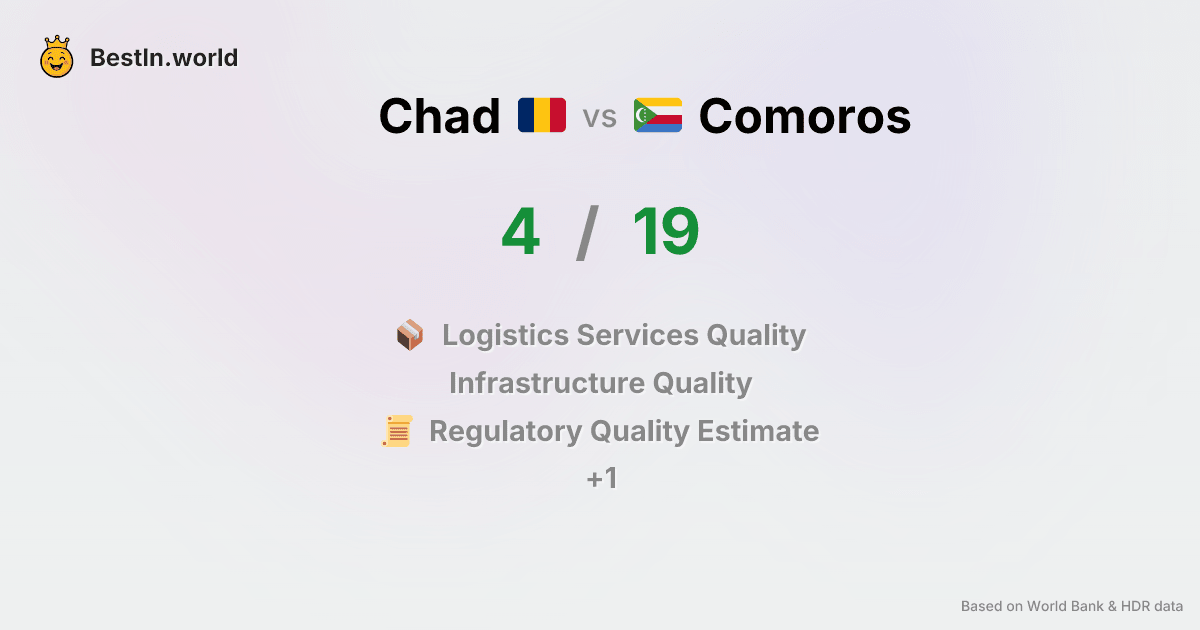 BestIn.world
Chad vs Comoros
4 / 19
Logistics Services Quality
Infrastructure Quality
Regulatory Quality Estimate
+1
Based on World Bank & HDR data